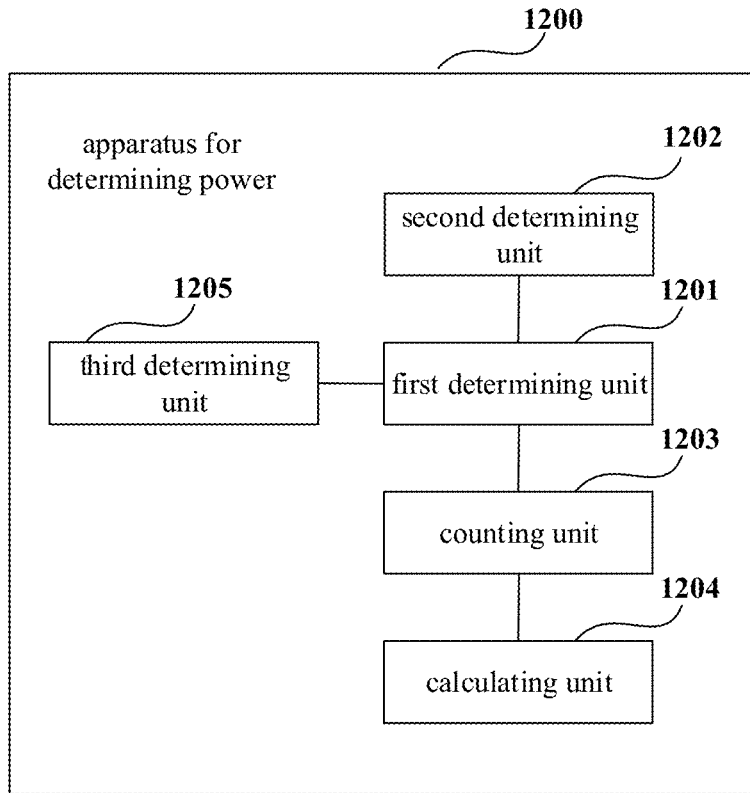 1200
apparatus for
determining power
1202
second determining
unit
1205
1201
third determining
unit
first determining unit
1203
counting unit
1204
calculating unit